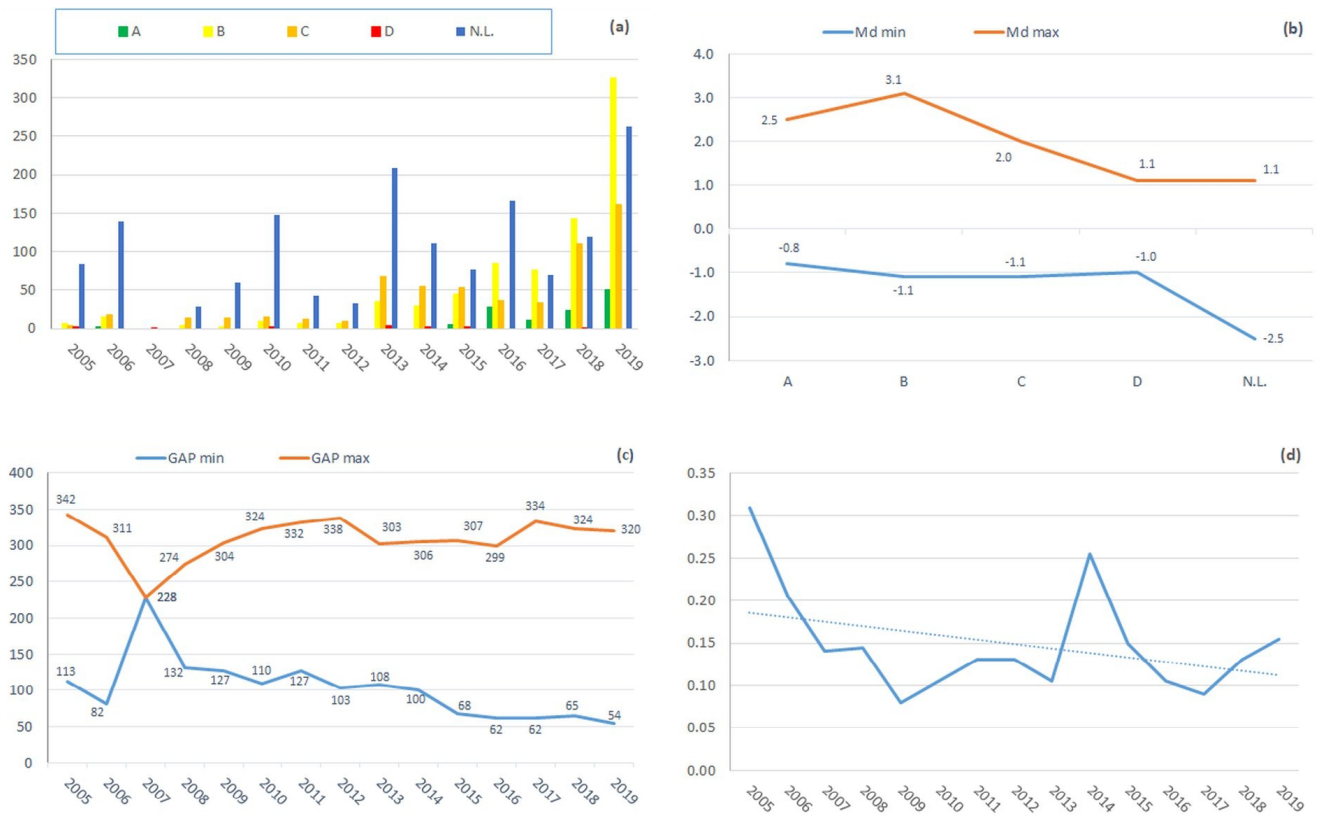 A B C D N.L. (a)
350
300
250
200
150
100
50
0
2005 2006 2007 2008 2009 2010 2011 2012 2013 2014 2015 2016 2017 2018 2019
Md min Md max (b)
4.0
3.0
2.0
1.0
0.0
-1.0
-2.0
-3.0
2.5 3.1 2.0 1.1 1.1
-0.8 -1.1 -1.1 -1.0 -2.5
A B C D N.L.
GAP min GAP max (c)
400
350
300
250
200
150
100
50
0
342 311 228 274 304 324 332 338 303 306 307 299 334 324 320
113 82 132 127 110 127 103 108 100 68 62 62 65 54
2005 2006 2007 2008 2009 2010 2011 2012 2013 2014 2015 2016 2017 2018 2019
(d)
0.35
0.30
0.25
0.20
0.15
0.10
0.05
0.00
2005 2006 2007 2008 2009 2010 2011 2012 2013 2014 2015 2016 2017 2018 2019